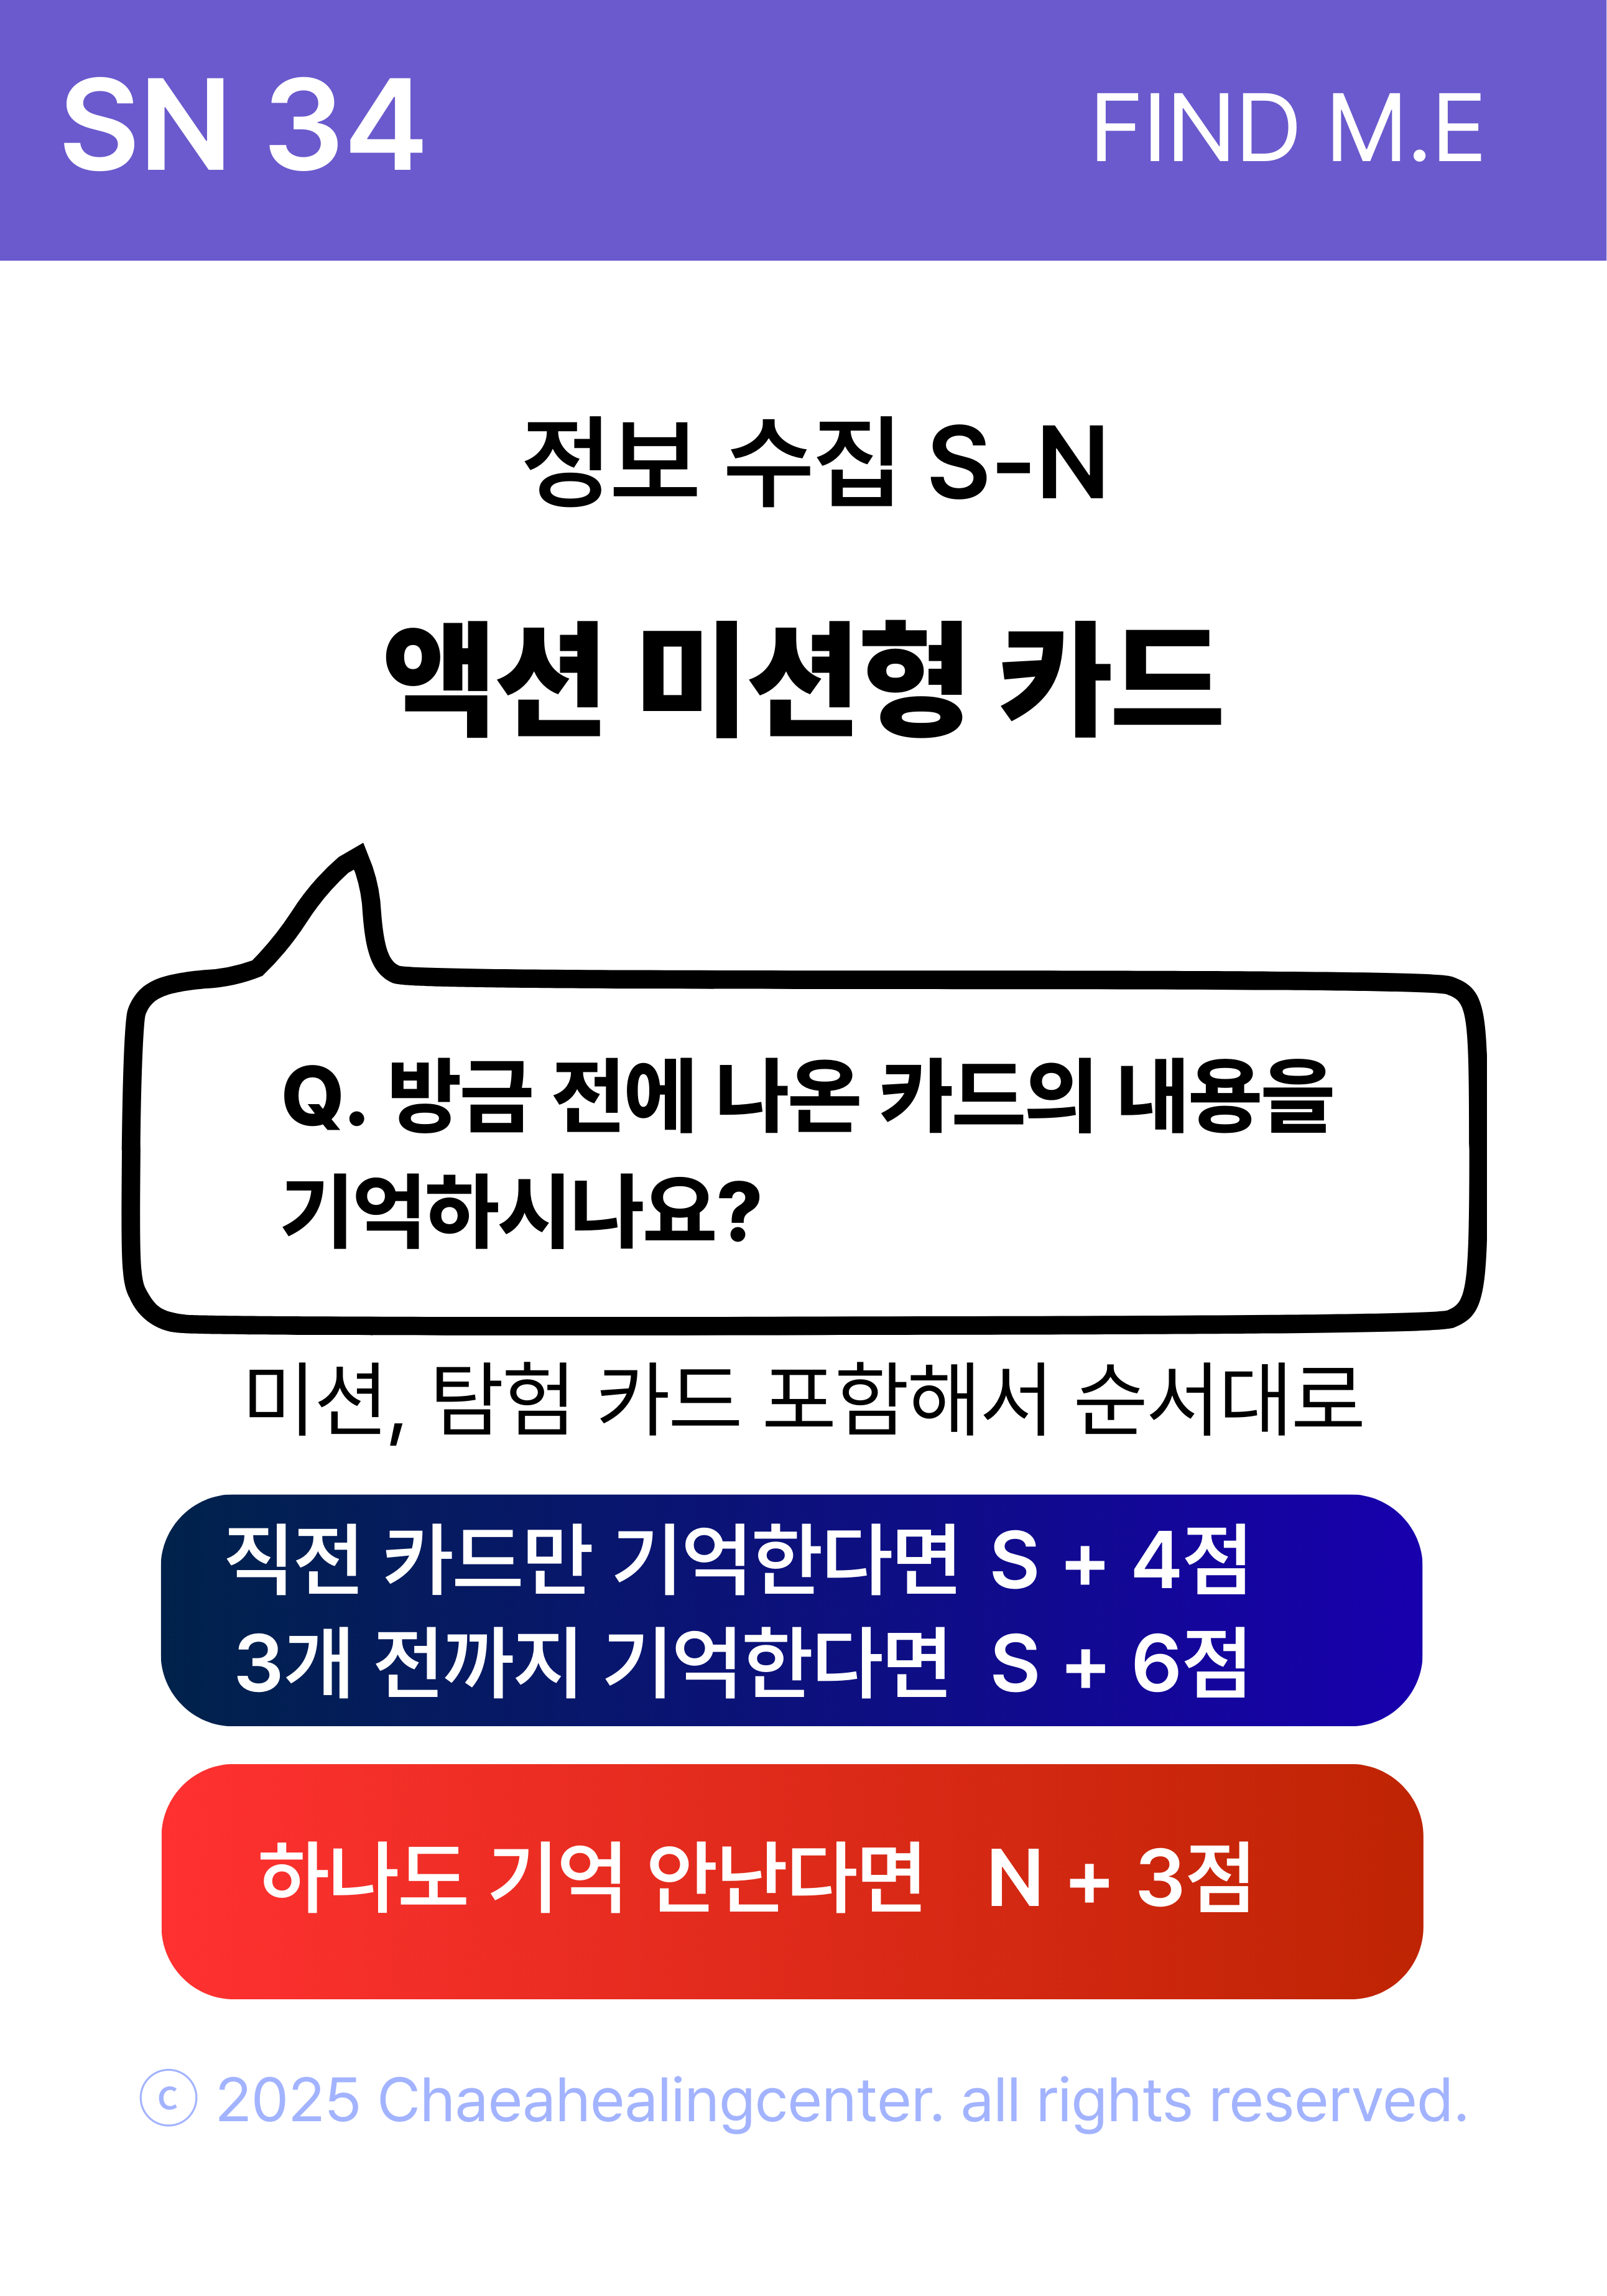 SN 34
FIND M.E
정보 수집 S-N
액션 미션형 카드
Q. 방금 전에 나온 카드의 내용을
기억하시나요?
미션, 탐험 카드 포함해서 순서대로
직전 카드만 기억한다면 S + 4점
3개 전까지 기억한다면 S + 6점
하나도 기억 안난다면 N + 3점
ⓒ 2025 Chaeahealingcenter. all rights reserved.